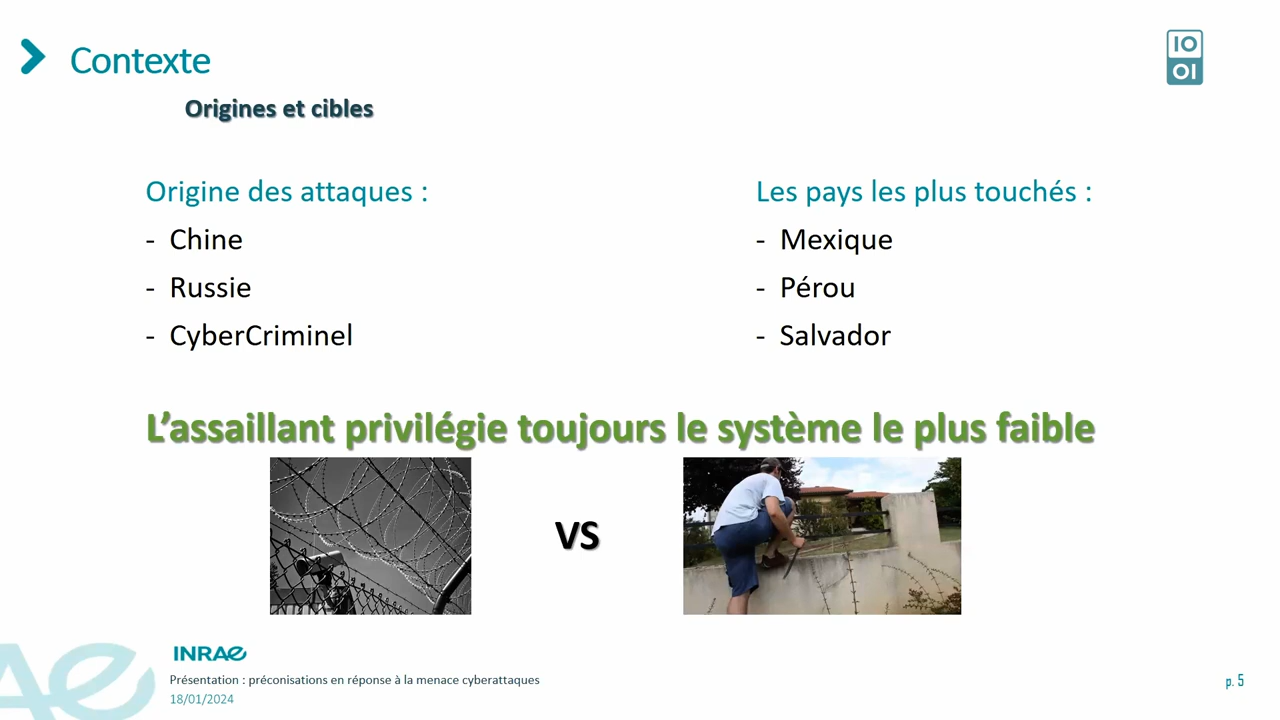 Contexte
IO
OI
Origines et cibles
Origine des attaques :
- Chine
- Russie
- CyberCriminel
Les pays les plus touchés :
- Mexique
- Pérou
- Salvador
L’assaillant privilégie toujours le système le plus faible
VS
INRAE
Présentation : préconisations en réponse à la menace cyberattaques
18/01/2024
p. 5